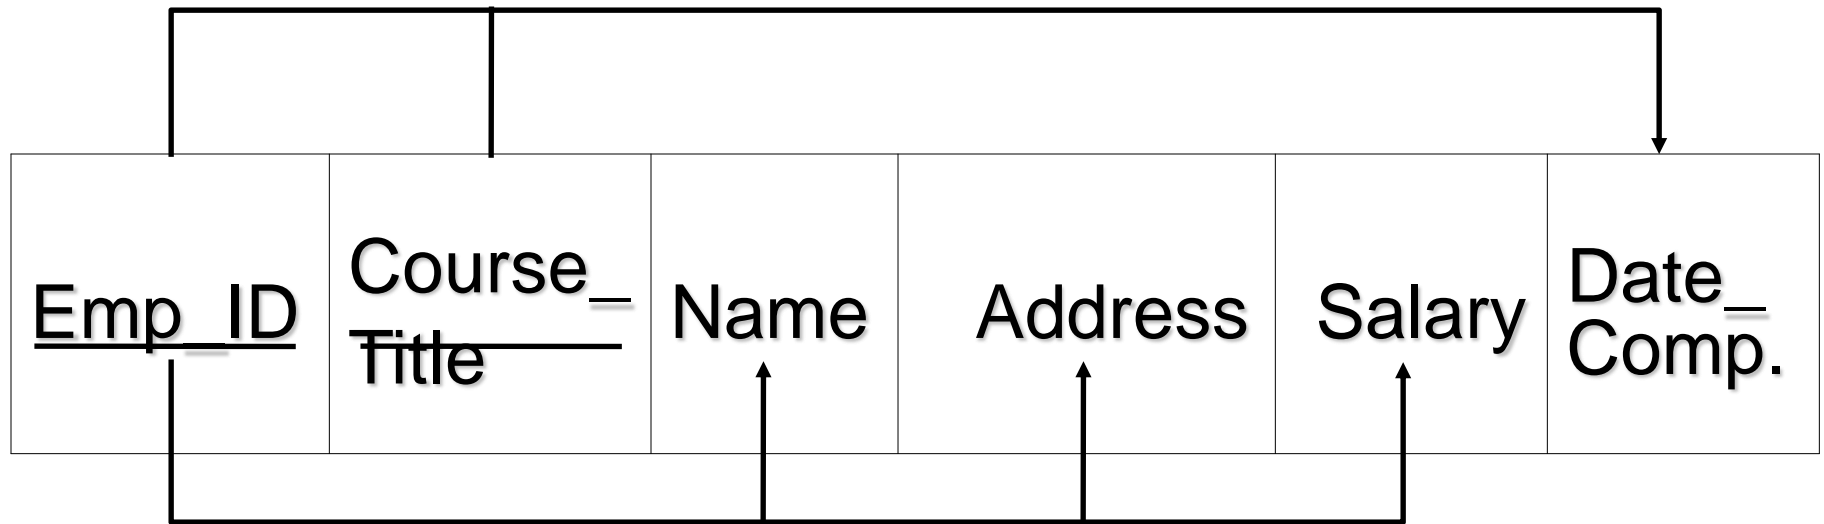 Emp_ID
Course_
Title
Name
Address
Salary
Date_
Comp.